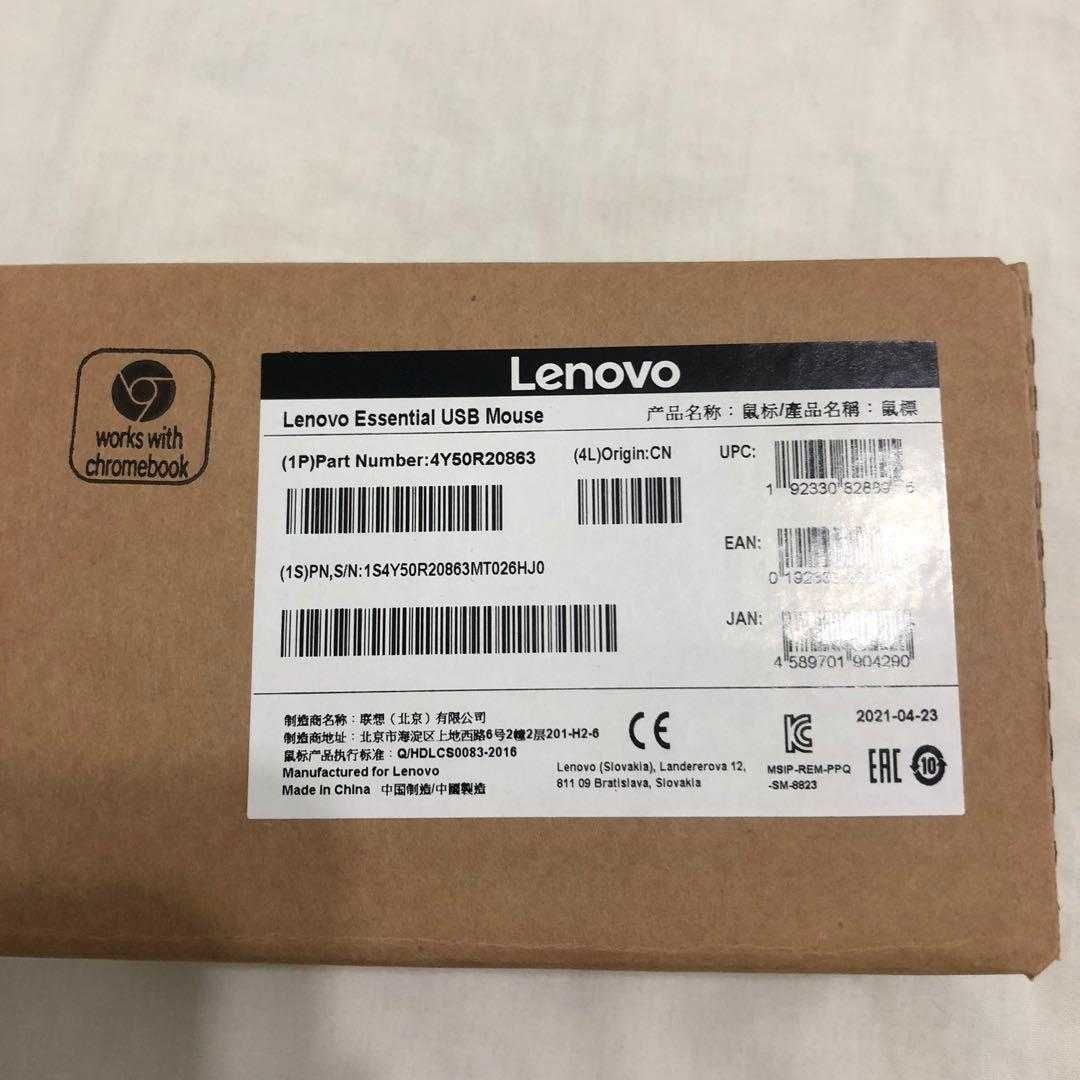 works with
chromebook
Lenovo
Lenovo Essential USB Mouse
产品名称：鼠标/產品名稱：鼠標
(1P)Part Number:4Y50R20863
(4L)Origin:CN
UPC:
1 92330
EAN:
(1S)PN,S/N:1S4Y50R20863MT026HJ0
JAN:
4 589701 904290
制造商名称：联想（北京）有限公司
制造商地址：北京市海淀区上地西路6号2幢2层201-H2-6
鼠标产品执行标准：Q/HDLCS0083-2016
Manufactured for Lenovo
Made in China 中国制造/中國製造
CE
Lenovo (Slovakia), Landererova 12,
811 09 Bratislava, Slovakia
MSIP-REM-PPQ
-SM-8823
2021-04-23
EAC
10